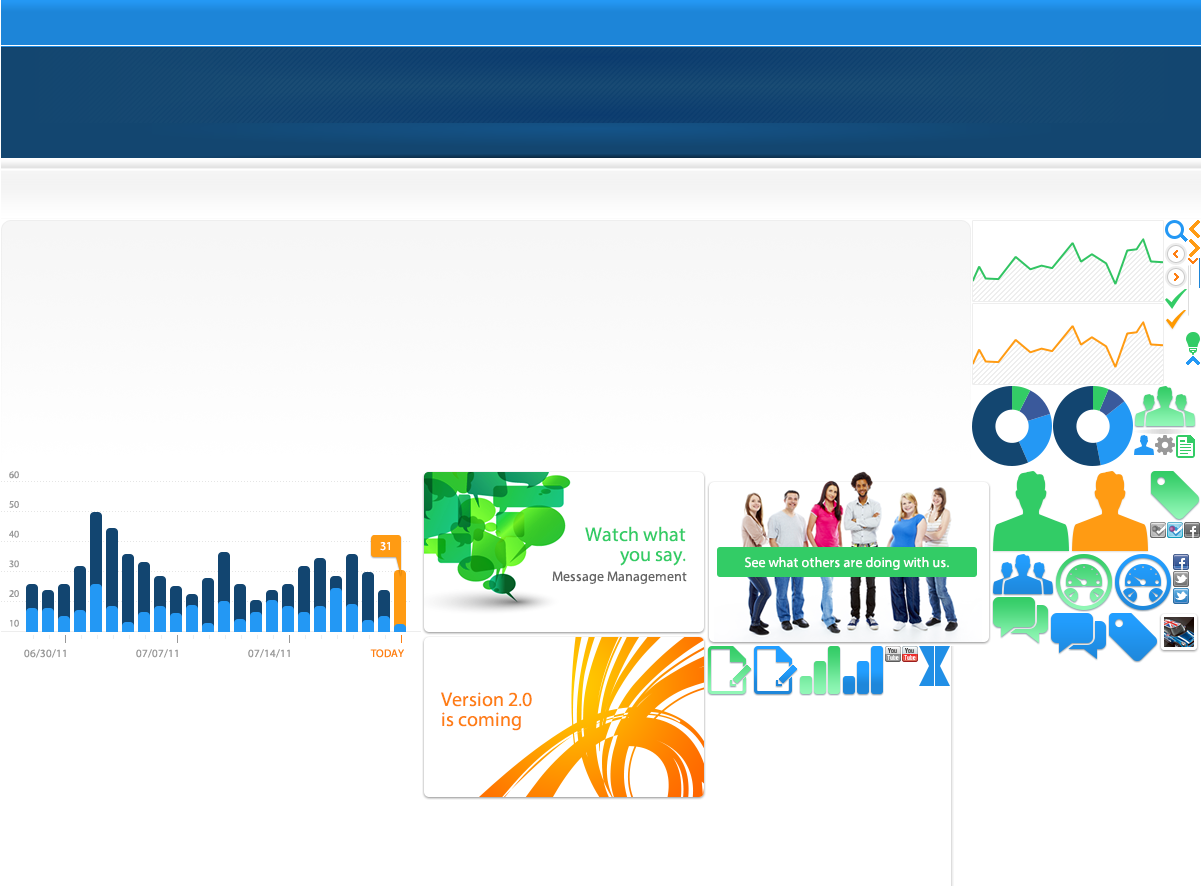 60
50
40
30
20
10
31
06/30/11
07/07/11
07/14/11
TODAY
Watch what
you say.
Message Management
See what others are doing with us.
Version 2.0
is coming
You
Tube
You
Tube